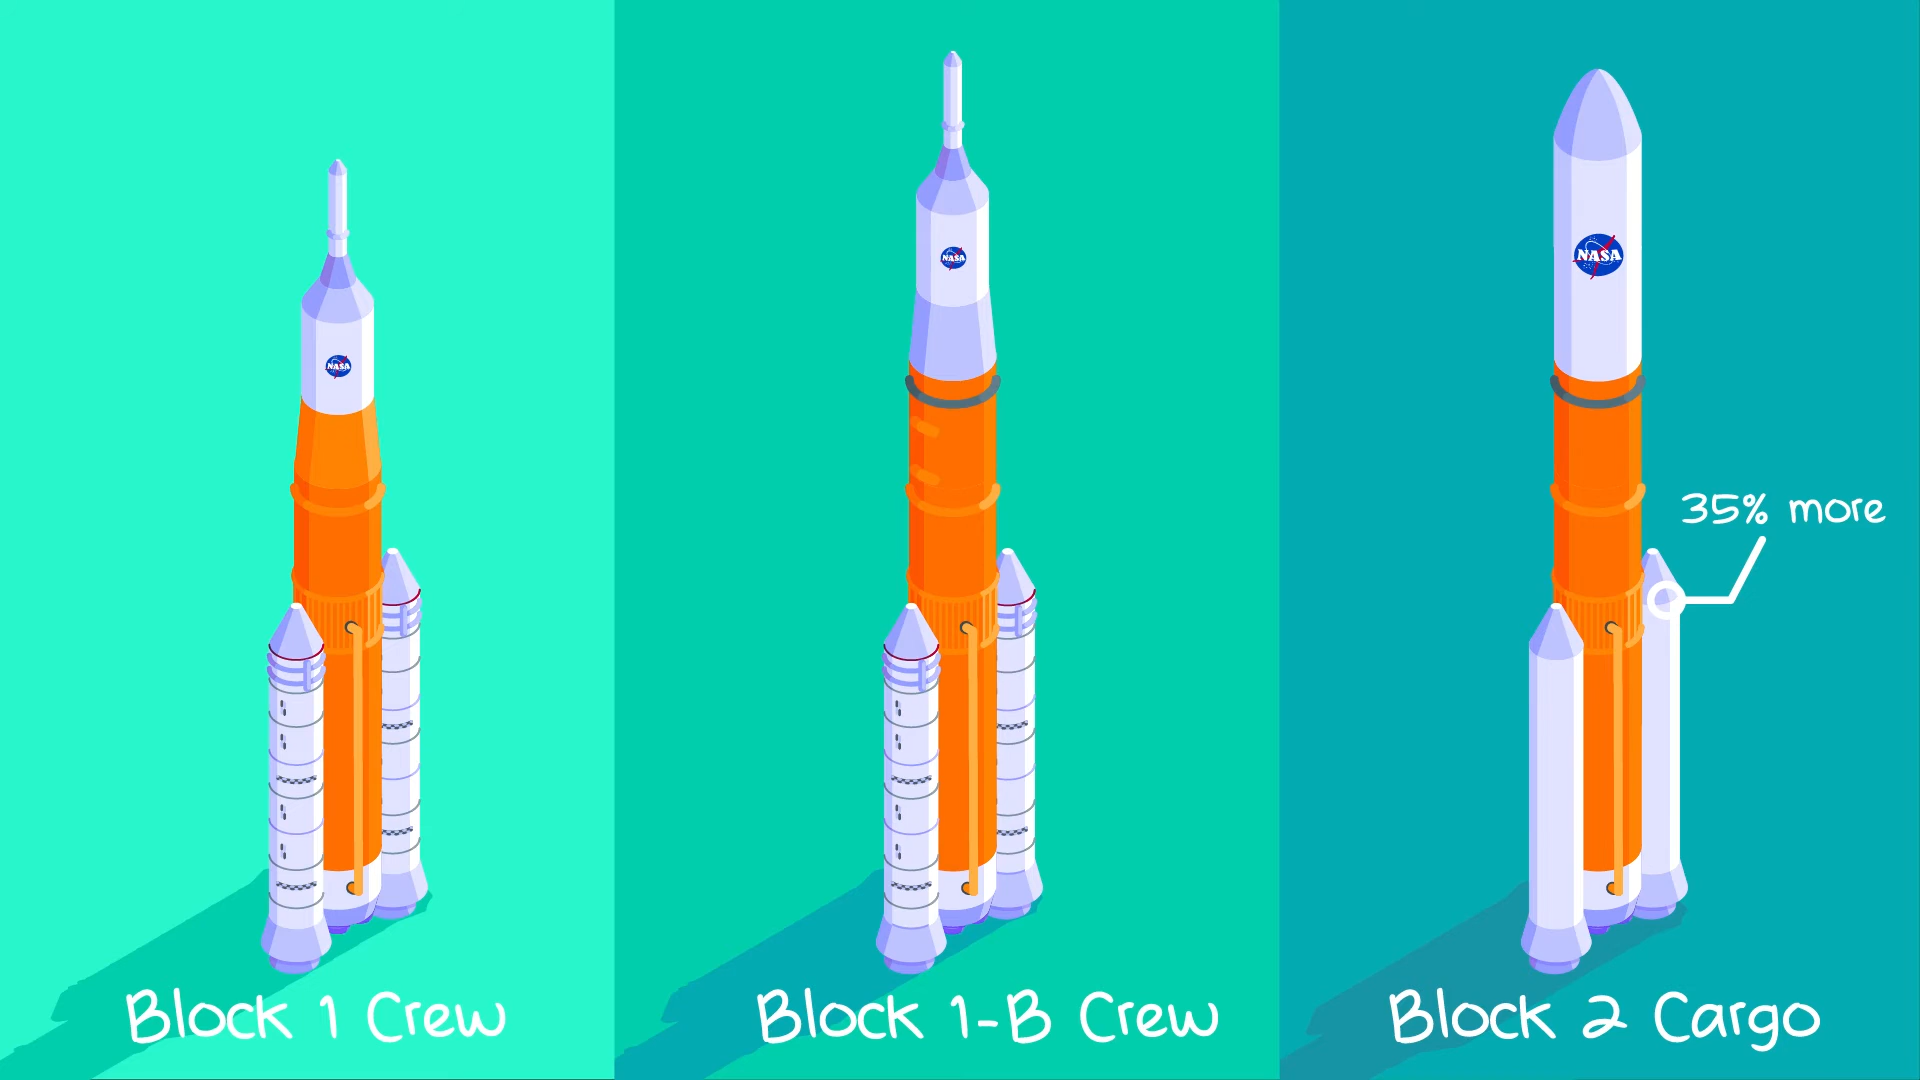 NASA
NASA
NASA
35% more
Block 1 Crew
Block 1-B Crew
Block 2 Cargo